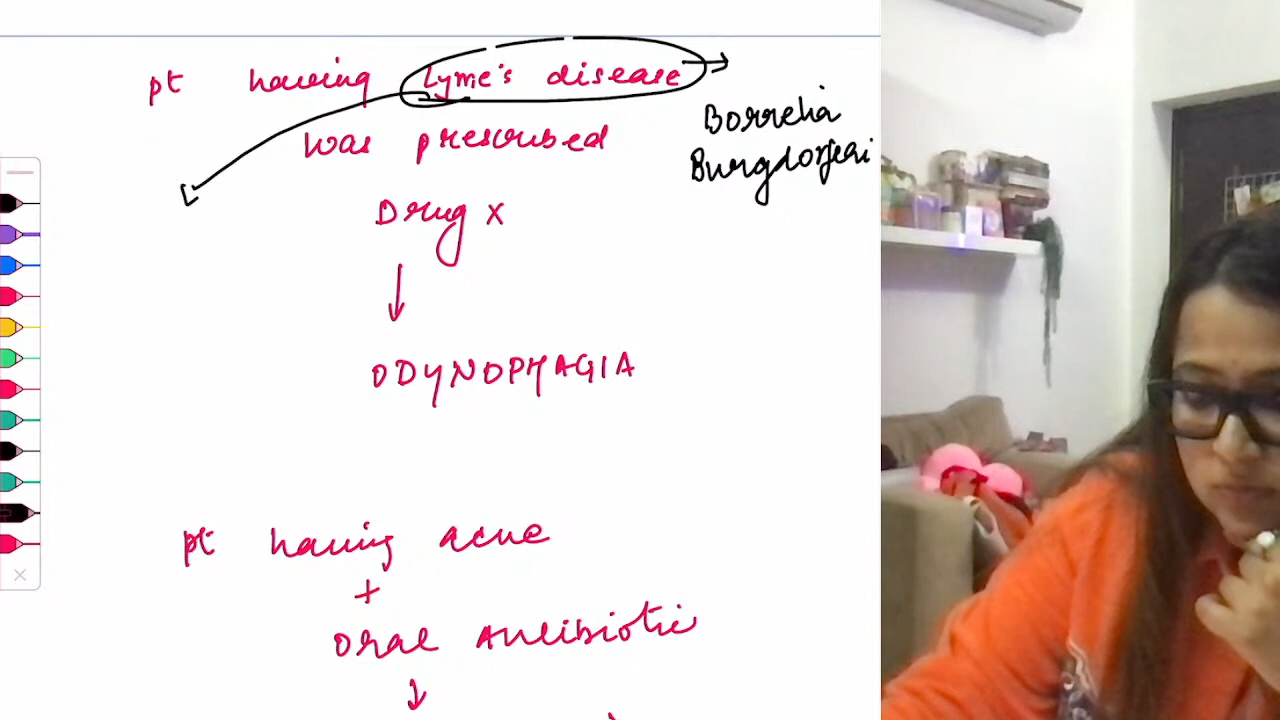 pt having Lyme's disease
Borrelia
Burgdorferi
was prescribed
Drug x
ODYNOPHAGIA
pt having acne
+
Oral Antibiotic